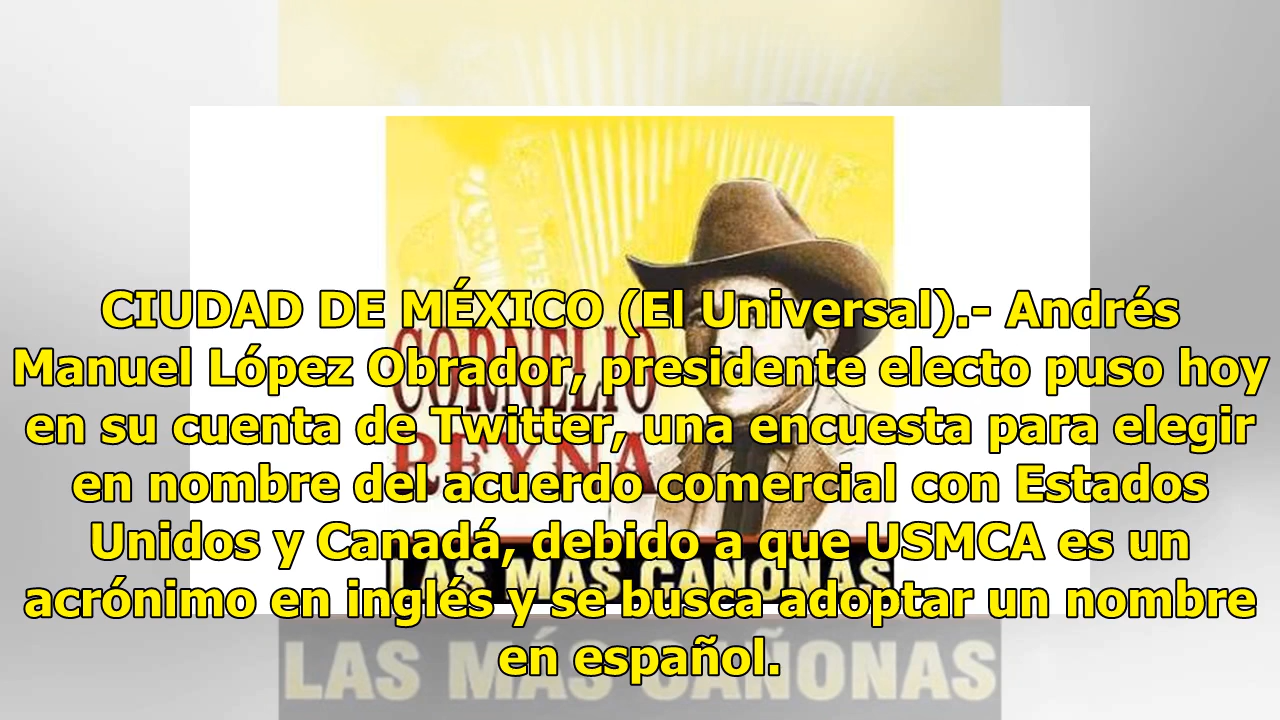 CIUDAD DE MÉXICO (El Universal).- Andrés
Manuel López Obrador, presidente electo puso hoy
en su cuenta de Twitter, una encuesta para elegir
en nombre del acuerdo comercial con Estados
Unidos y Canadá, debido a que USMCA es un
acrónimo en inglés y se busca adoptar un nombre
en español.
CORNELIO
REYNA
LAS MÁS CAÑONAS
LAS MÁS CAÑONAS